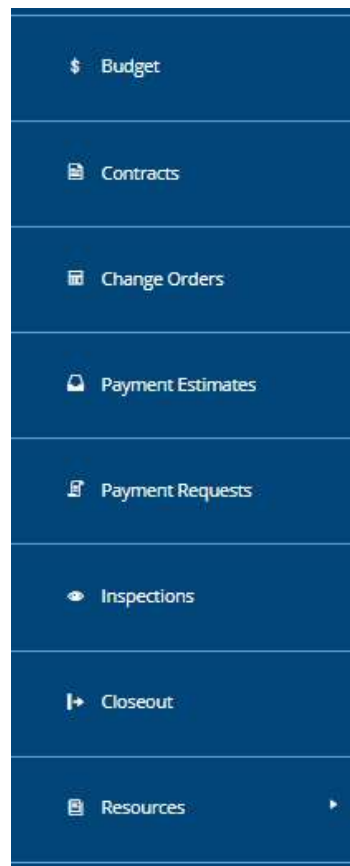 Budget
Contracts
Change Orders
Payment Estimates
Payment Requests
Inspections
Closeout
Resources